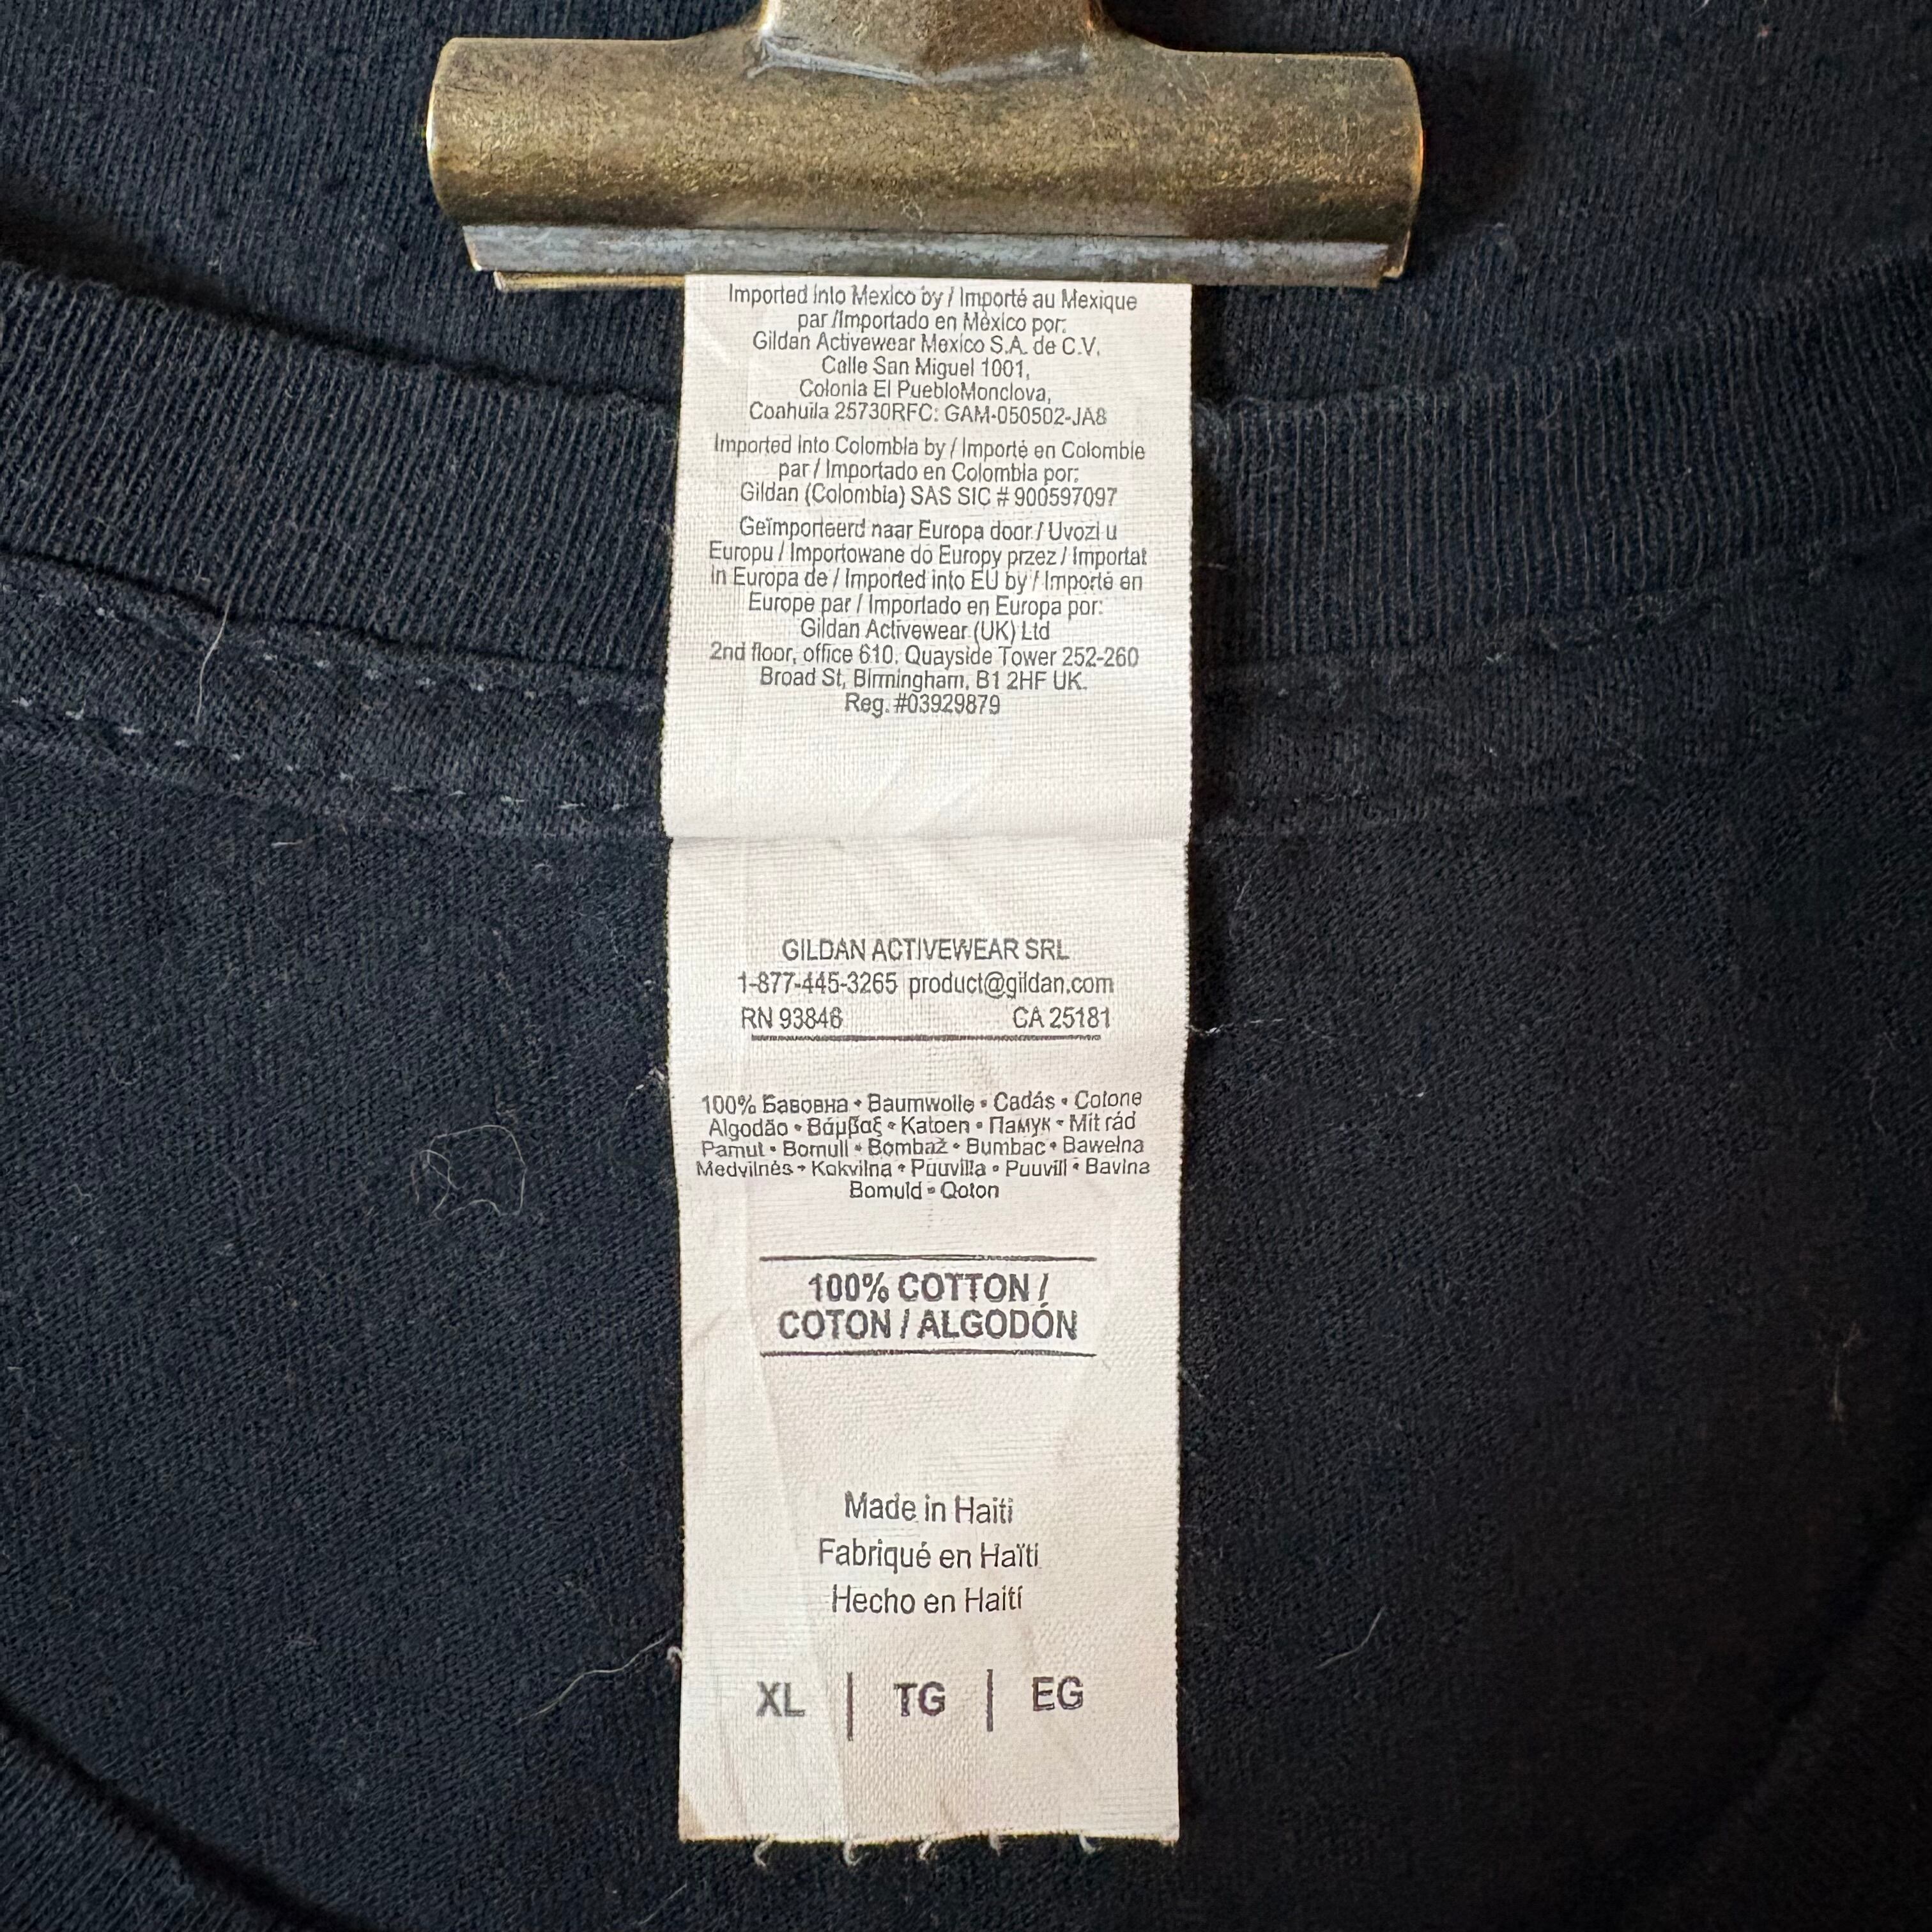 Imported into Mexico by / Importé au Mexique
par /Importado en México por:
Gildan Activewear Mexico S.A. de C.V.
Calle San Miguel 1001,
Colonia El PuebloMonclova,
Coahuila 25730RFC: GAM-050502-JA8
Imported into Colombia by / Importé en Colombie
par / Importado en Colombia por:
Gildan (Colombia) SAS SIC # 900597097
Geïmporteerd naar Europa door / Uvozi u
Europu / Importowane do Europy przez / Importat
in Europa de / Imported into EU by / Importé en
Europe par / Importado en Europa por:
Gildan Activewear (UK) Ltd
2nd floor, office 610, Quayside Tower 252-260
Broad St, Birmingham, B1 2HF UK.
Reg. #03929879
GILDAN ACTIVEWEAR SRL
1-877-445-3265 product@gildan.com
RN 93846 CA 25181
100% Бавовна • Baumwolle • Cadás • Cotone
Algodão • Βάμβαξ • Katoen • Памук • Mit rád
Pamut • Bomull • Bombaž • Bumbac • Bawełna
Medvilnės • Kokvilna • Puuvilla • Puuvill • Bavlna
Bomuld • Qoton
100% COTTON /
COTON / ALGODÓN
Made in Haiti
Fabriqué en Haïti
Hecho en Haití
XL | TG | EG